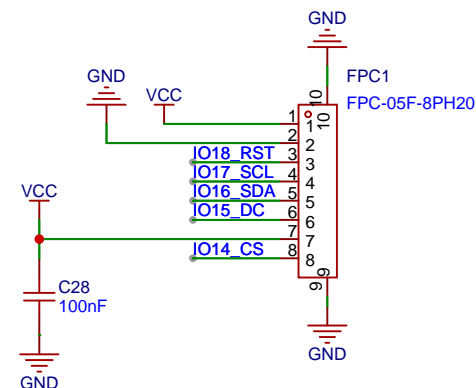 GND
FPC1
FPC-05F-8PH20
GND
VCC
10
10
1 1
2 2
IO18_RST 3 3
IO17_SCL 4 4
IO16_SDA 5 5
IO15_DC 6 6
VCC
7 7
IO14_CS 8 8
9
9
C28
100nF
GND
GND